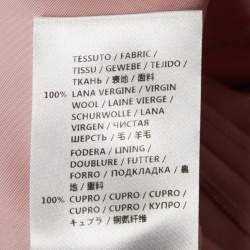 TESSUTO / FABRIC /
TISSU / GEWEBE / TEJIDO /
ТКАНЬ / 表地 / 面料
100% LANA VERGINE / VIRGIN
WOOL / LAINE VIERGE /
SCHURWOLLE / LANA
VIRGEN / ЧИСТАЯ
ШЕРСТЬ / 毛 / 羊毛
FODERA / LINING /
DOUBLURE / FUTTER /
FORRO / ПОДКЛАДКА / 裏
地 / 里料
100% CUPRO / CUPRO / CUPRO /
CUPRO / CUPRO / КУПРО /
キュプラ / 铜氨纤维